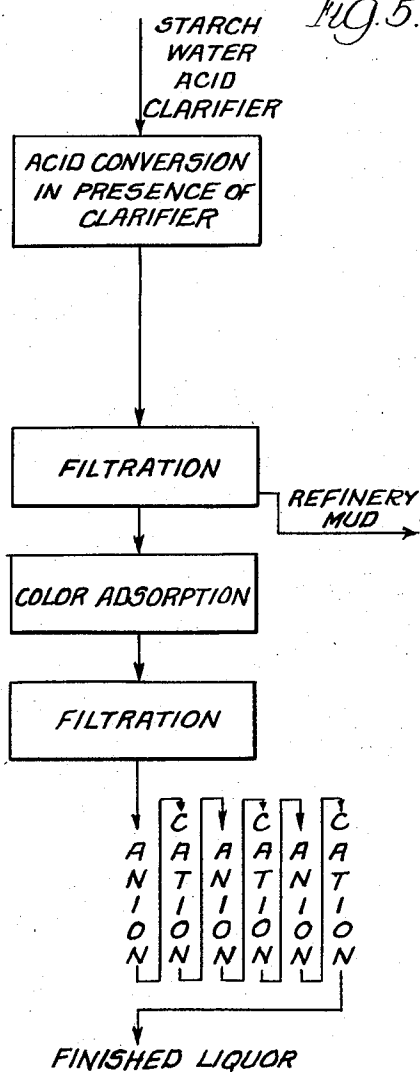 Fig. 5.
STARCH
WATER
ACID
CLARIFIER
ACID CONVERSION
IN PRESENCE OF
CLARIFIER
FILTRATION
REFINERY
MUD
COLOR ADSORPTION
FILTRATION
ANION
CATION
ANION
CATION
ANION
CATION
FINISHED LIQUOR